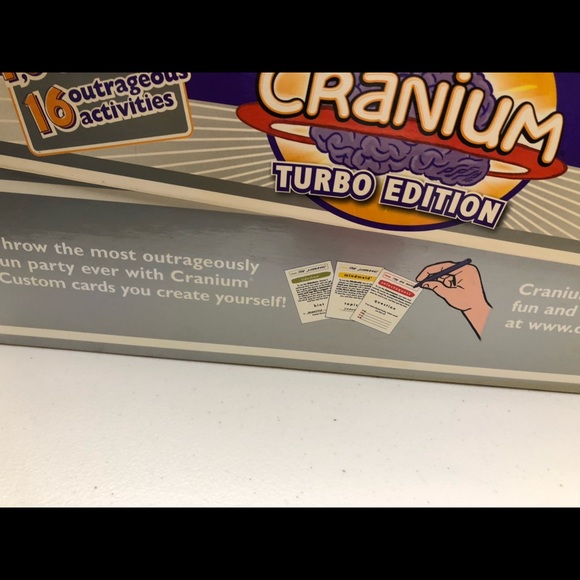 16 outrageous
activities
CRANIUM
TURBO EDITION
hrow the most outrageously
un party ever with Cranium
Custom cards you create yourself!
Craniu
fun and
at www.c